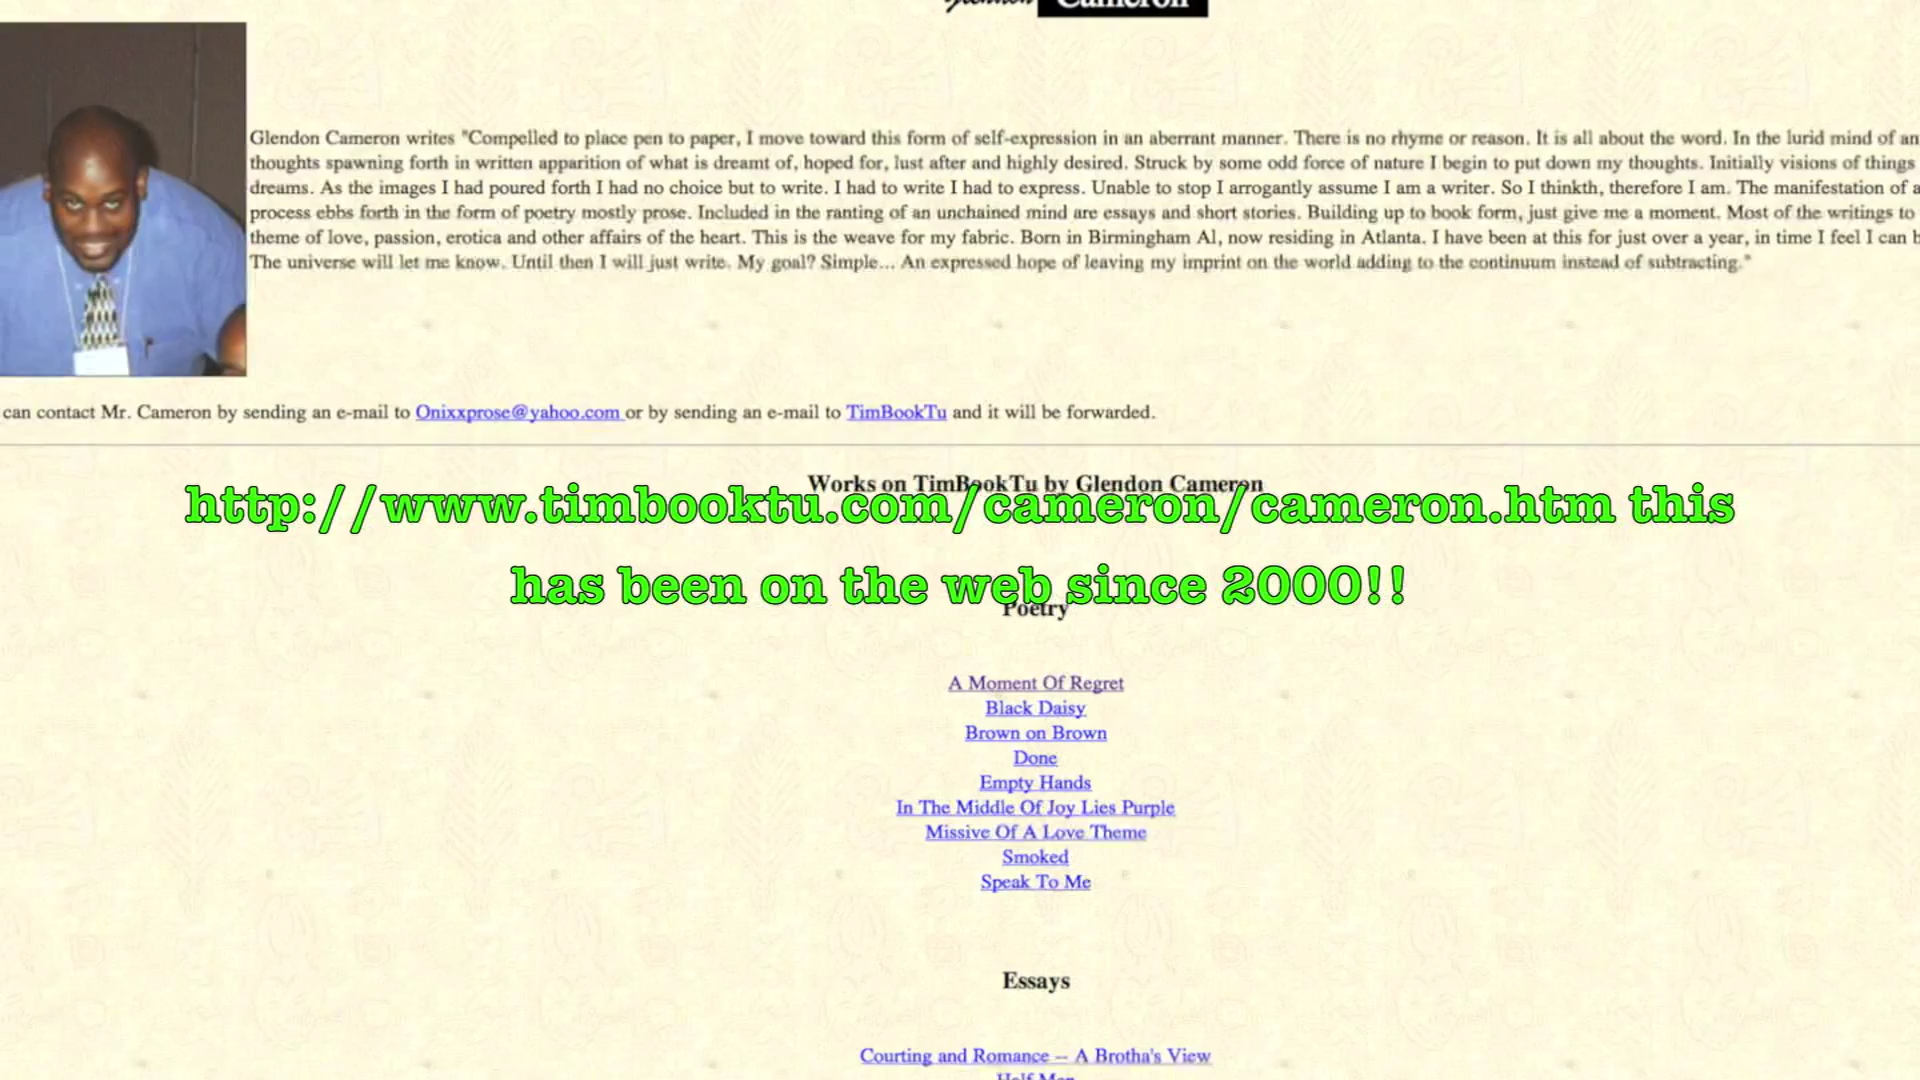 Glendon Cameron
Glendon Cameron writes "Compelled to place pen to paper, I move toward this form of self-expression in an aberrant manner. There is no rhyme or reason. It is all about the word. In the lurid mind of an
thoughts spawning forth in written apparition of what is dreamt of, hoped for, lust after and highly desired. Struck by some odd force of nature I begin to put down my thoughts. Initially visions of things
dreams. As the images I had poured forth I had no choice but to write. I had to write I had to express. Unable to stop I arrogantly assume I am a writer. So I thinkth, therefore I am. The manifestation of a
process ebbs forth in the form of poetry mostly prose. Included in the ranting of an unchained mind are essays and short stories. Building up to book form, just give me a moment. Most of the writings to
theme of love, passion, erotica and other affairs of the heart. This is the weave for my fabric. Born in Birmingham Al, now residing in Atlanta. I have been at this for just over a year, in time I feel I can b
The universe will let me know. Until then I will just write. My goal? Simple... An expressed hope of leaving my imprint on the world adding to the continuum instead of subtracting."
can contact Mr. Cameron by sending an e-mail to Onixxprose@yahoo.com or by sending an e-mail to TimBookTu and it will be forwarded.
Works on TimBookTu by Glendon Cameron
http://www.timbooktu.com/cameron/cameron.htm this
has been on the web since 2000!!
Poetry
A Moment Of Regret
Black Daisy
Brown on Brown
Done
Empty Hands
In The Middle Of Joy Lies Purple
Missive Of A Love Theme
Smoked
Speak To Me
Essays
Courting and Romance -- A Brotha's View
Half Man